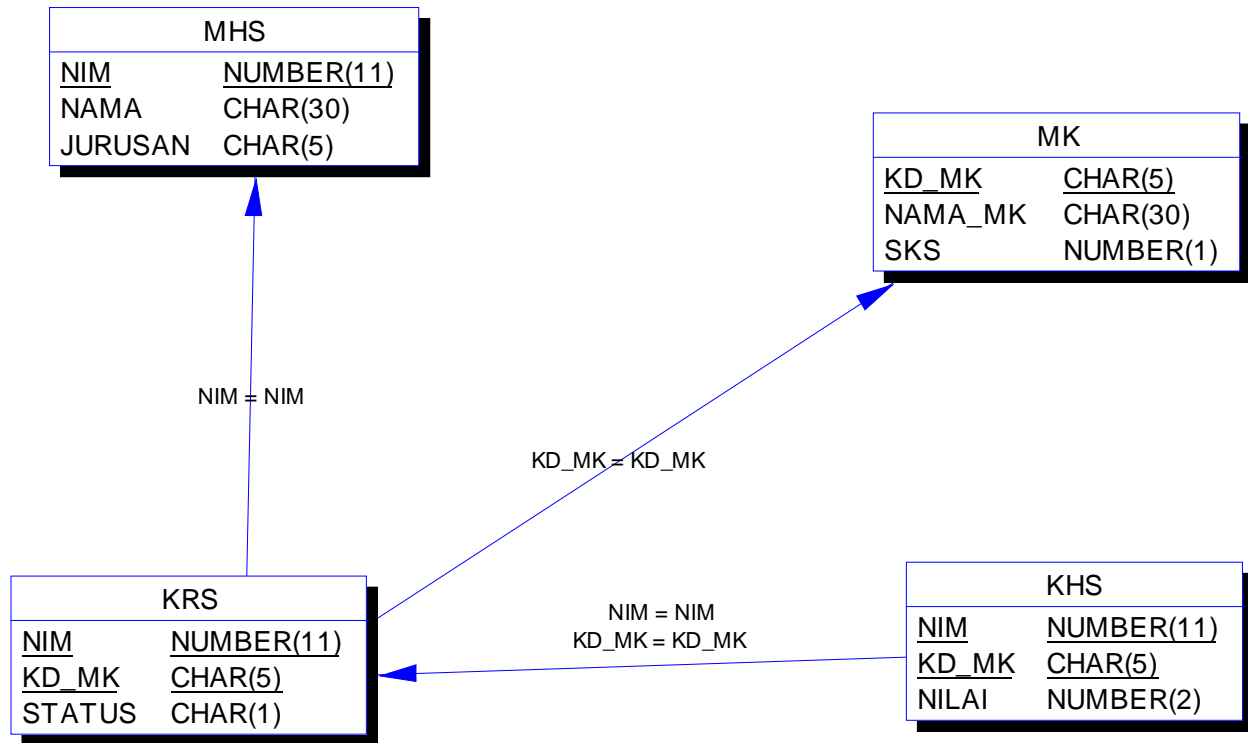 MHS
NIM NUMBER(11)
NAMA CHAR(30)
JURUSAN CHAR(5)
MK
KD_MK CHAR(5)
NAMA_MK CHAR(30)
SKS NUMBER(1)
NIM = NIM
KD_MK = KD_MK
KRS
NIM NUMBER(11)
KD_MK CHAR(5)
STATUS CHAR(1)
NIM = NIM
KD_MK = KD_MK
KHS
NIM NUMBER(11)
KD_MK CHAR(5)
NILAI NUMBER(2)